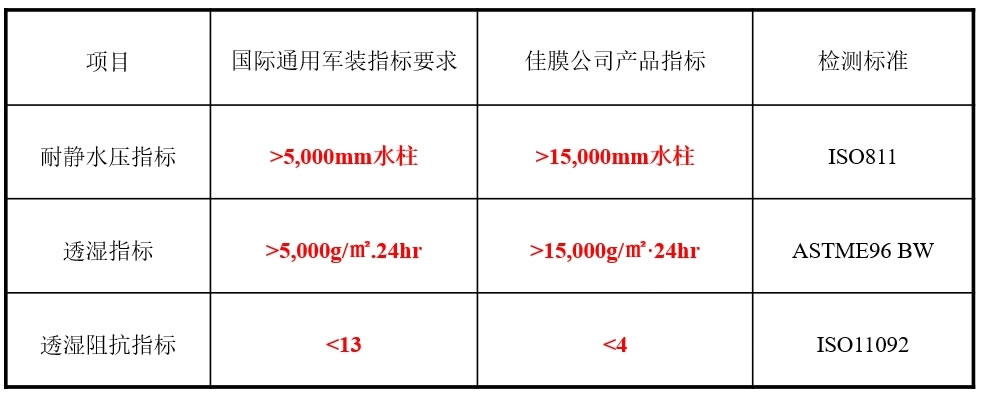 项目 国际通用军装指标要求 佳膜公司产品指标 检测标准
耐静水压指标 >5,000mm水柱 >15,000mm水柱 ISO811
透湿指标 >5,000g/㎡.24hr >15,000g/㎡·24hr ASTME96 BW
透湿阻抗指标 <13 <4 ISO11092